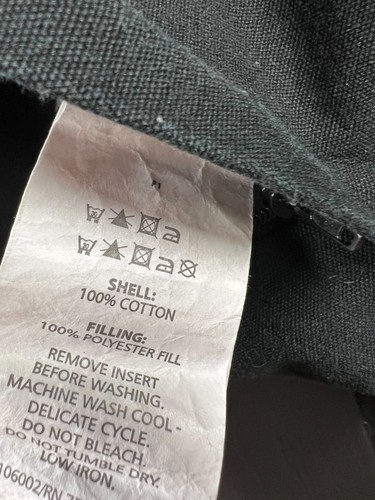 SHELL:
100% COTTON
FILLING:
100% POLYESTER FILL
REMOVE INSERT
BEFORE WASHING.
MACHINE WASH COOL -
DELICATE CYCLE.
DO NOT BLEACH.
DO NOT TUMBLE DRY.
LOW IRON.